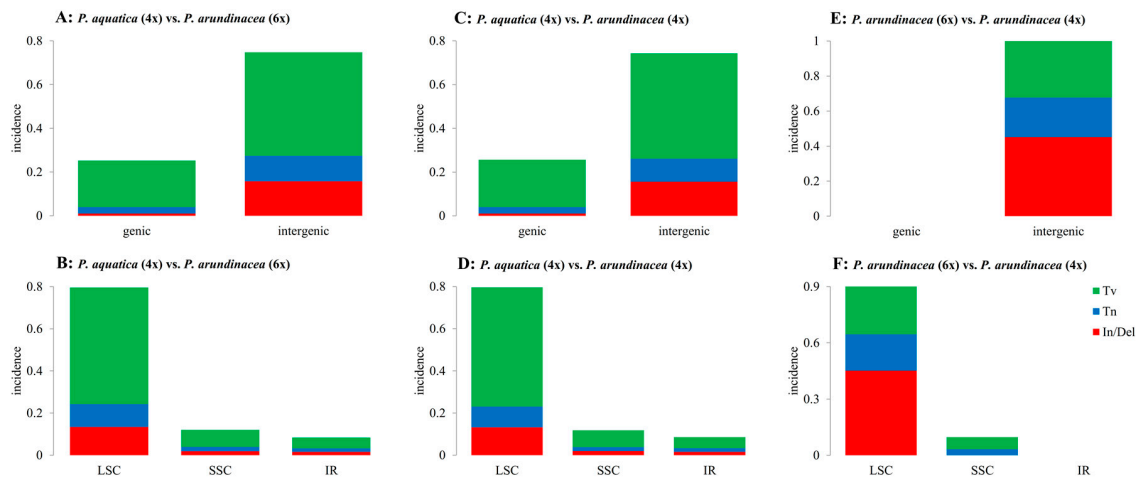 A: P. aquatica (4x) vs. P. arundinacea (6x)
0.8
0.6
0.4
0.2
0
incidence
genic
intergenic
C: P. aquatica (4x) vs. P. arundinacea (4x)
0.8
0.6
0.4
0.2
0
incidence
genic
intergenic
E: P. arundinacea (6x) vs. P. arundinacea (4x)
1
0.8
0.6
0.4
0.2
0
incidence
genic
intergenic
B: P. aquatica (4x) vs. P. arundinacea (6x)
0.8
0.6
0.4
0.2
0
incidence
LSC
SSC
IR
D: P. aquatica (4x) vs. P. arundinacea (4x)
0.8
0.6
0.4
0.2
0
incidence
LSC
SSC
IR
F: P. arundinacea (6x) vs. P. arundinacea (4x)
0.9
0.6
0.3
0
incidence
LSC
SSC
IR
Tv
Tn
In/Del